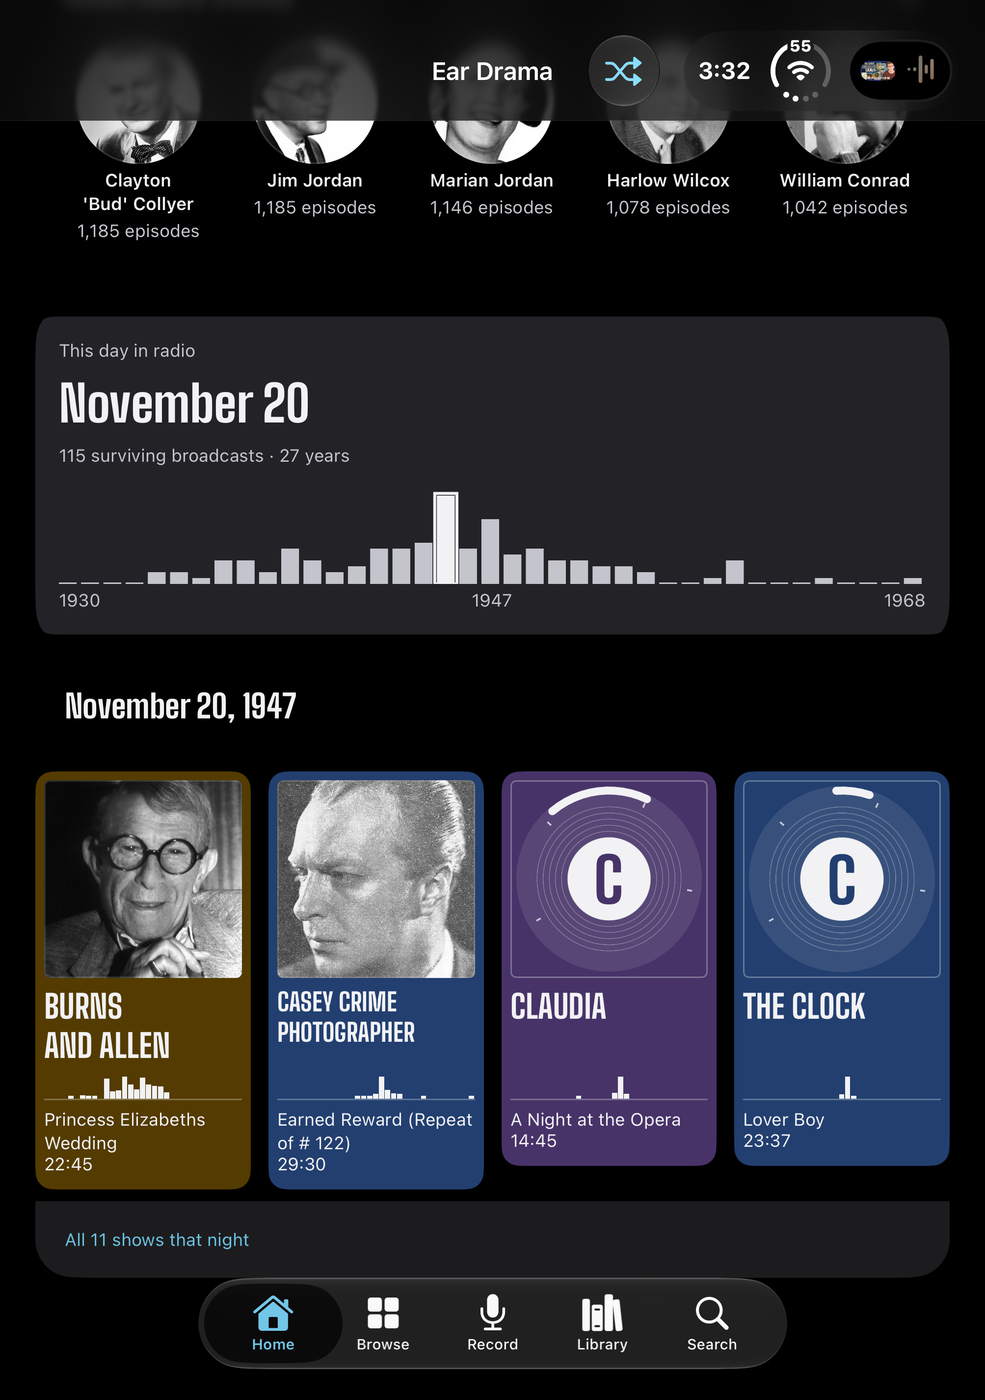 Ear Drama
3:32
55
Clayton
'Bud' Collyer
1,185 episodes
Jim Jordan
1,185 episodes
Marian Jordan
1,146 episodes
Harlow Wilcox
1,078 episodes
William Conrad
1,042 episodes
This day in radio
November 20
115 surviving broadcasts · 27 years
1930
1947
1968
November 20, 1947
BURNS
AND ALLEN
Princess Elizabeths
Wedding
22:45
CASEY CRIME
PHOTOGRAPHER
Earned Reward (Repeat
of # 122)
29:30
C
CLAUDIA
A Night at the Opera
14:45
C
THE CLOCK
Lover Boy
23:37
All 11 shows that night
Home
Browse
Record
Library
Search